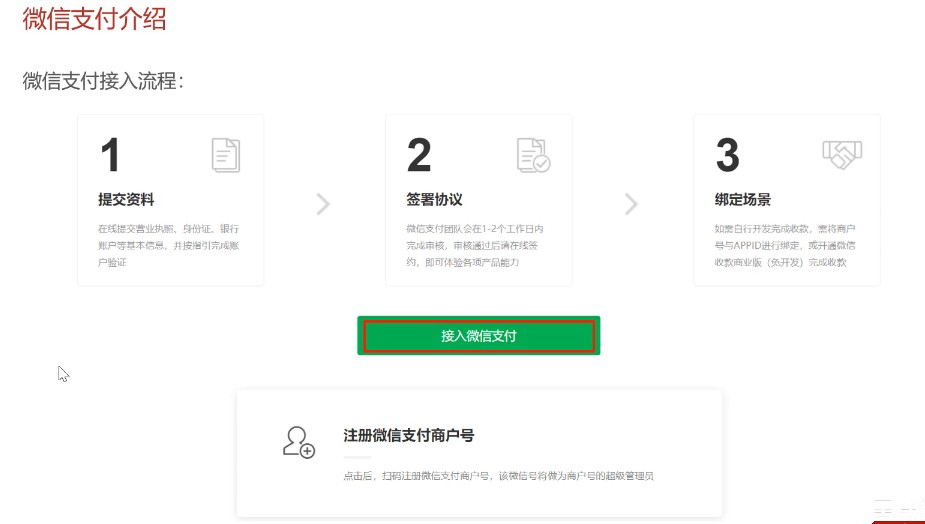 微信支付介绍
微信支付接入流程：
1
提交资料
在线提交营业执照、身份证、银行
账户等基本信息，并按指引完成账
户验证
2
签署协议
微信支付团队会在1-2个工作日内
完成审核，审核通过后请在线签
约，即可体验各项产品能力
3
绑定场景
如需自行开发完成收款，需将商户
号与APPID进行绑定，或开通微信
收款商业版（免开发）完成收款
接入微信支付
注册微信支付商户号
点击后，扫码注册微信支付商户号，该微信号将做为商户号的超级管理员